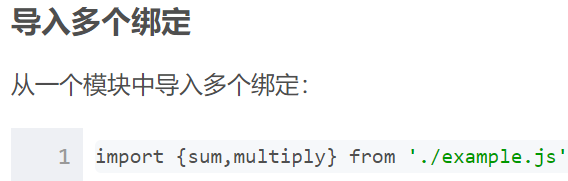 导入多个绑定
从一个模块中导入多个绑定：
1 import {sum,multiply} from './example.js'